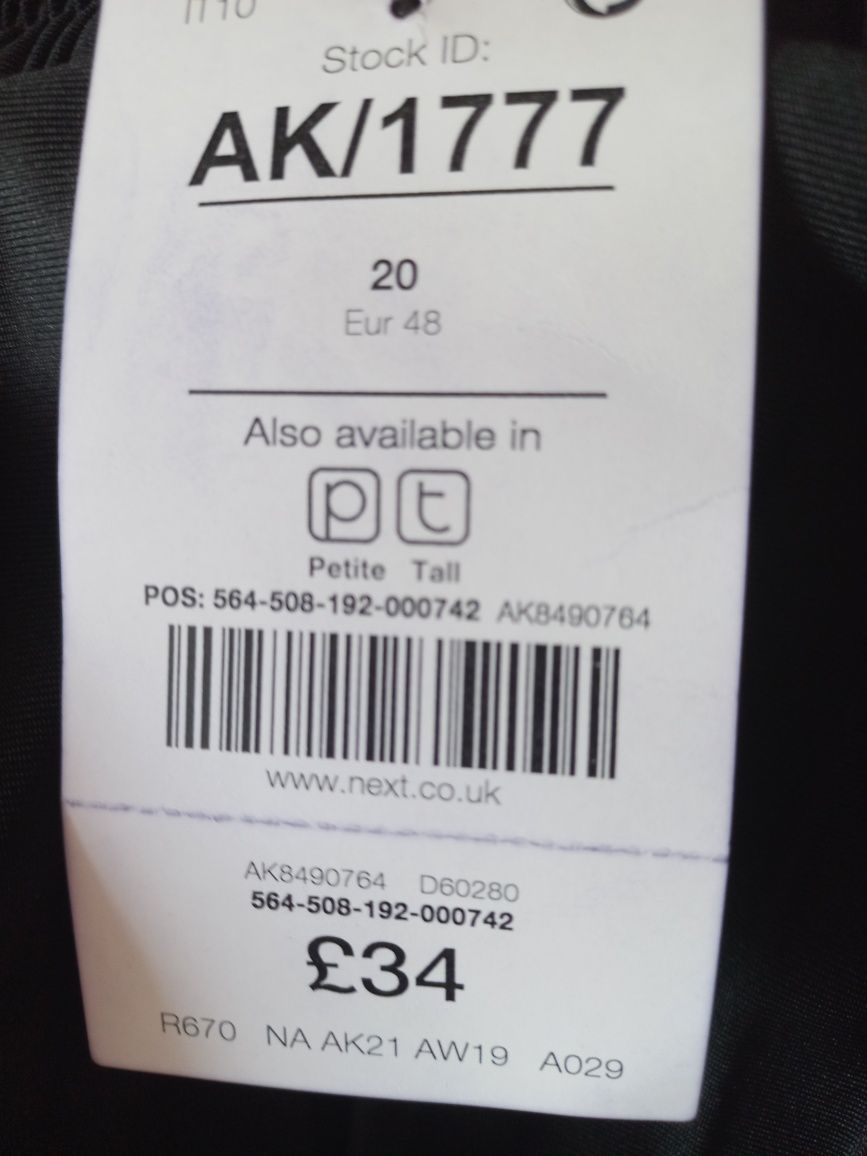 Stock ID:
AK/1777
20
Eur 48
Also available in
p t
Petite Tall
POS: 564-508-192-000742 AK8490764
www.next.co.uk
AK8490764 D60280
564-508-192-000742
£34
R670 NA AK21 AW19 A029